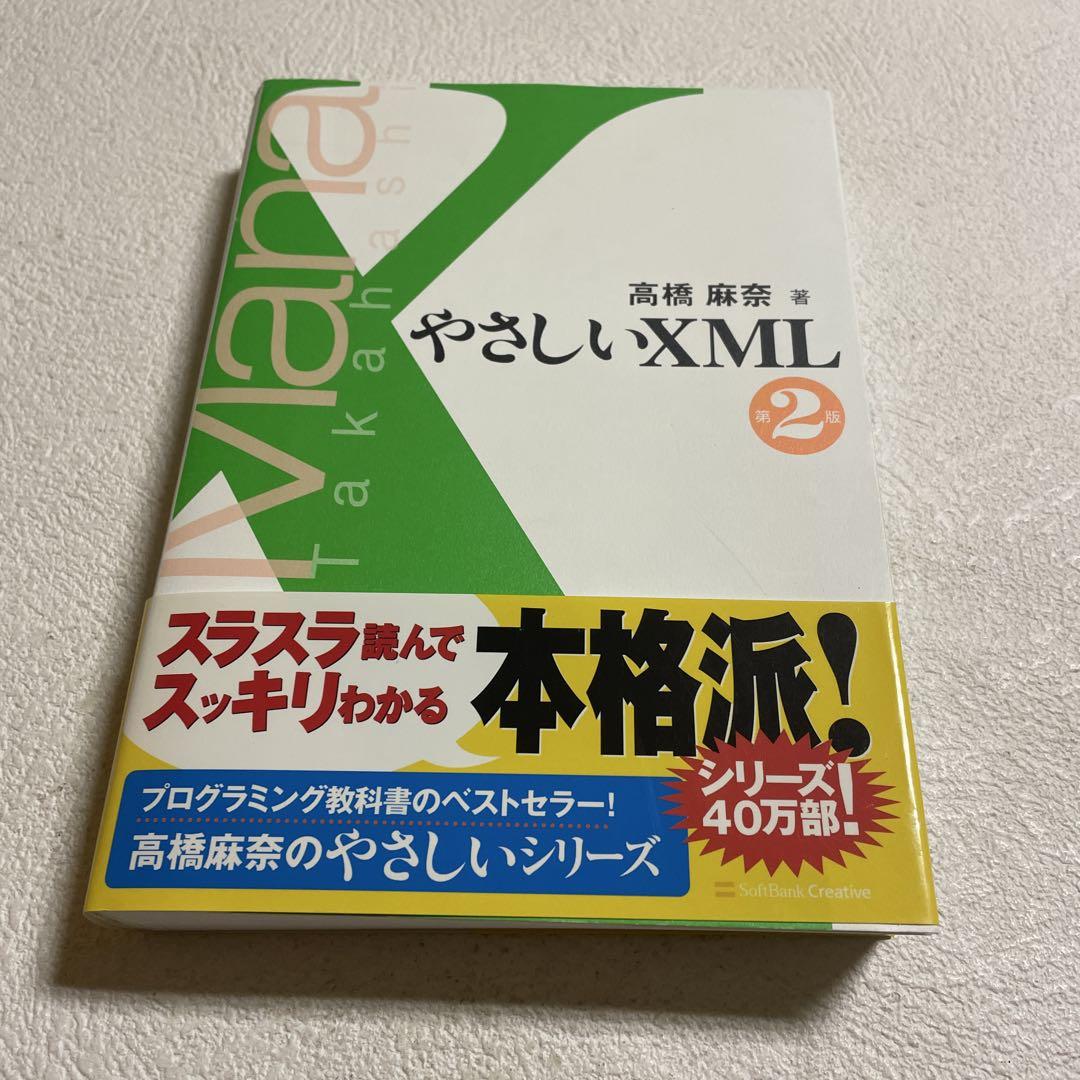 Mana
Takahashi
高橋 麻奈 著
やさしいXML
第2版
スラスラ読んで
スッキリわかる
本格派!
シリーズ
40万部!
プログラミング教科書のベストセラー!
高橋麻奈のやさしいシリーズ
SoftBank Creative